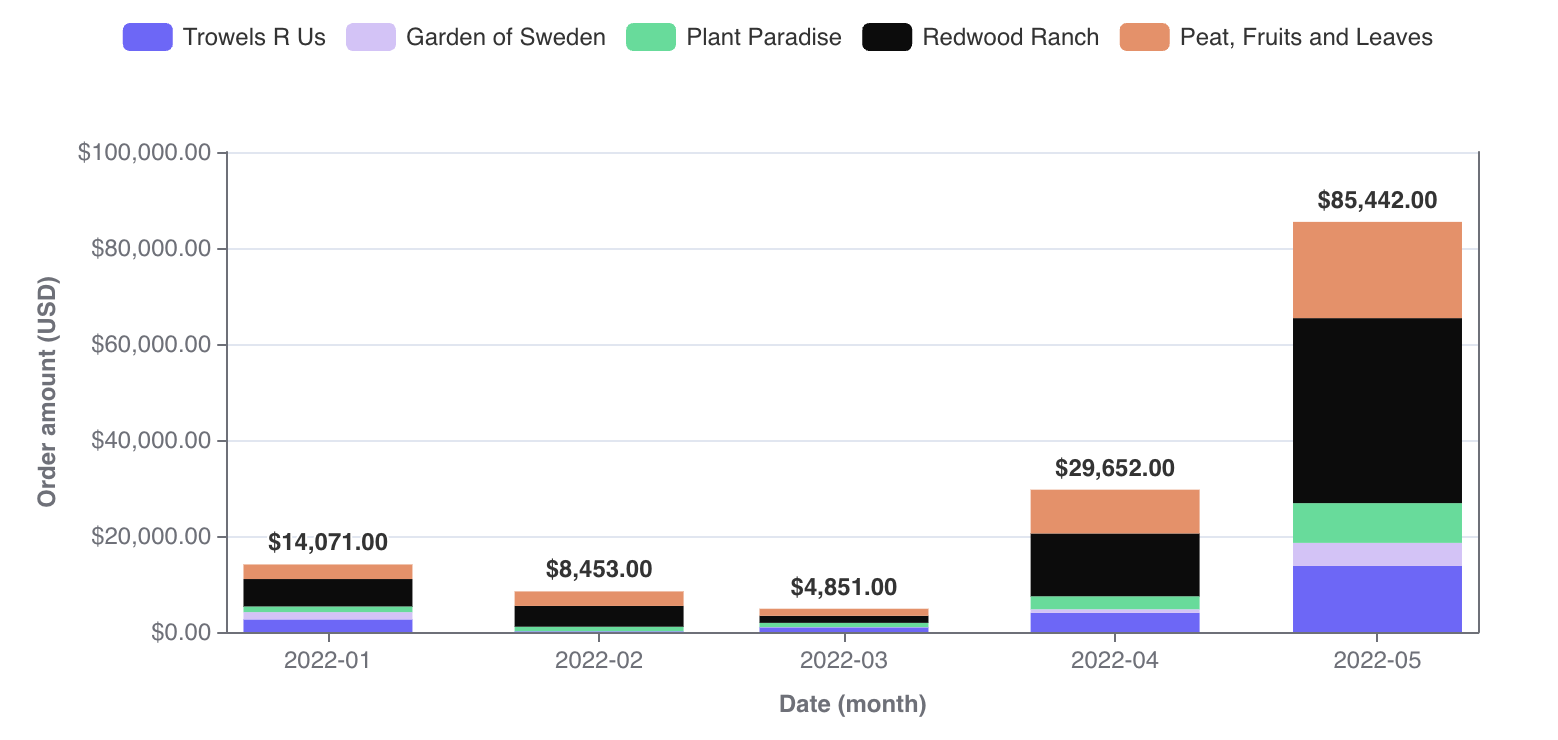 Trowels R Us Garden of Sweden Plant Paradise Redwood Ranch Peat, Fruits and Leaves
$100,000.00
$85,442.00
$80,000.00
Order amount (USD)
$60,000.00
$40,000.00
$29,652.00
$20,000.00
$14,071.00
$8,453.00
$4,851.00
$0.00
2022-01 2022-02 2022-03 2022-04 2022-05
Date (month)